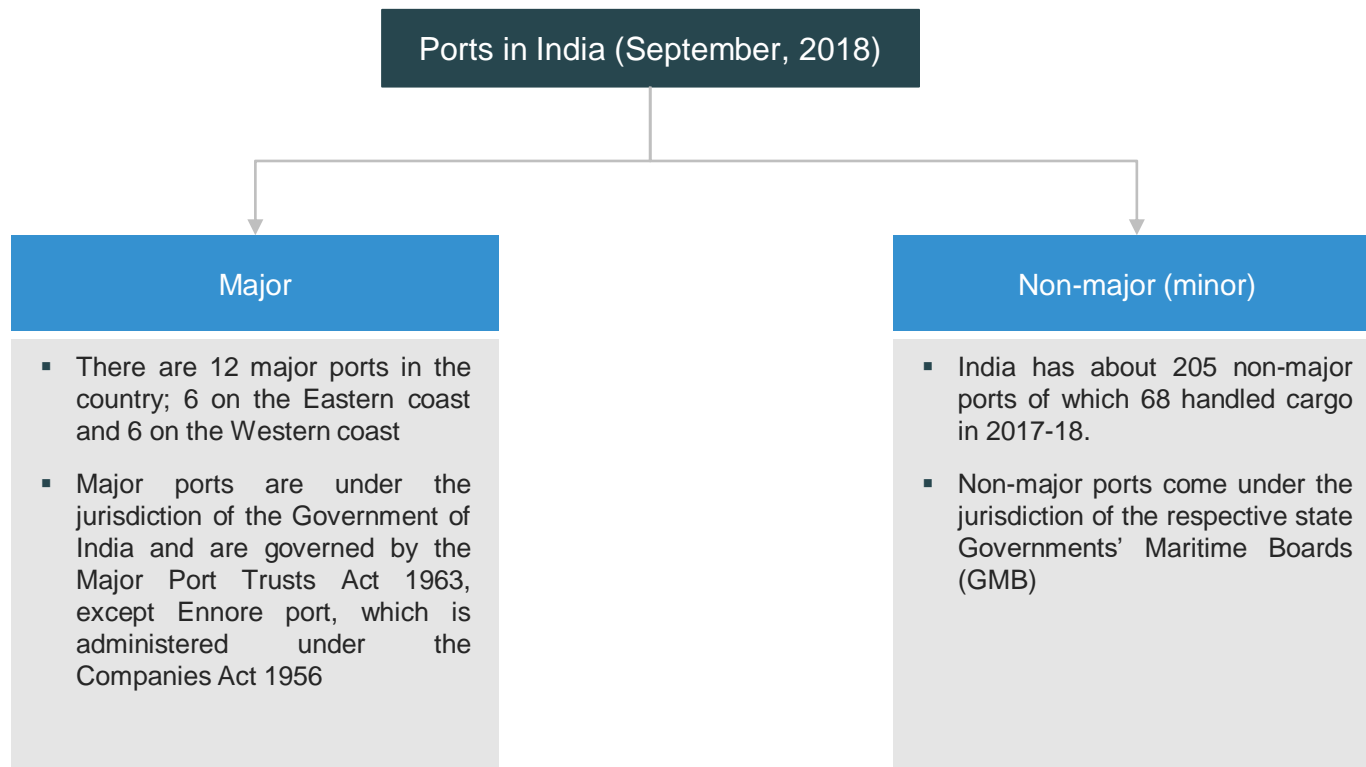 Ports in India (September, 2018)
Major
▪ There are 12 major ports in the
country; 6 on the Eastern coast
and 6 on the Western coast
▪ Major ports are under the
jurisdiction of the Government of
India and are governed by the
Major Port Trusts Act 1963,
except Ennore port, which is
administered under the
Companies Act 1956
Non-major (minor)
▪ India has about 205 non-major
ports of which 68 handled cargo
in 2017-18.
▪ Non-major ports come under the
jurisdiction of the respective state
Governments’ Maritime Boards
(GMB)